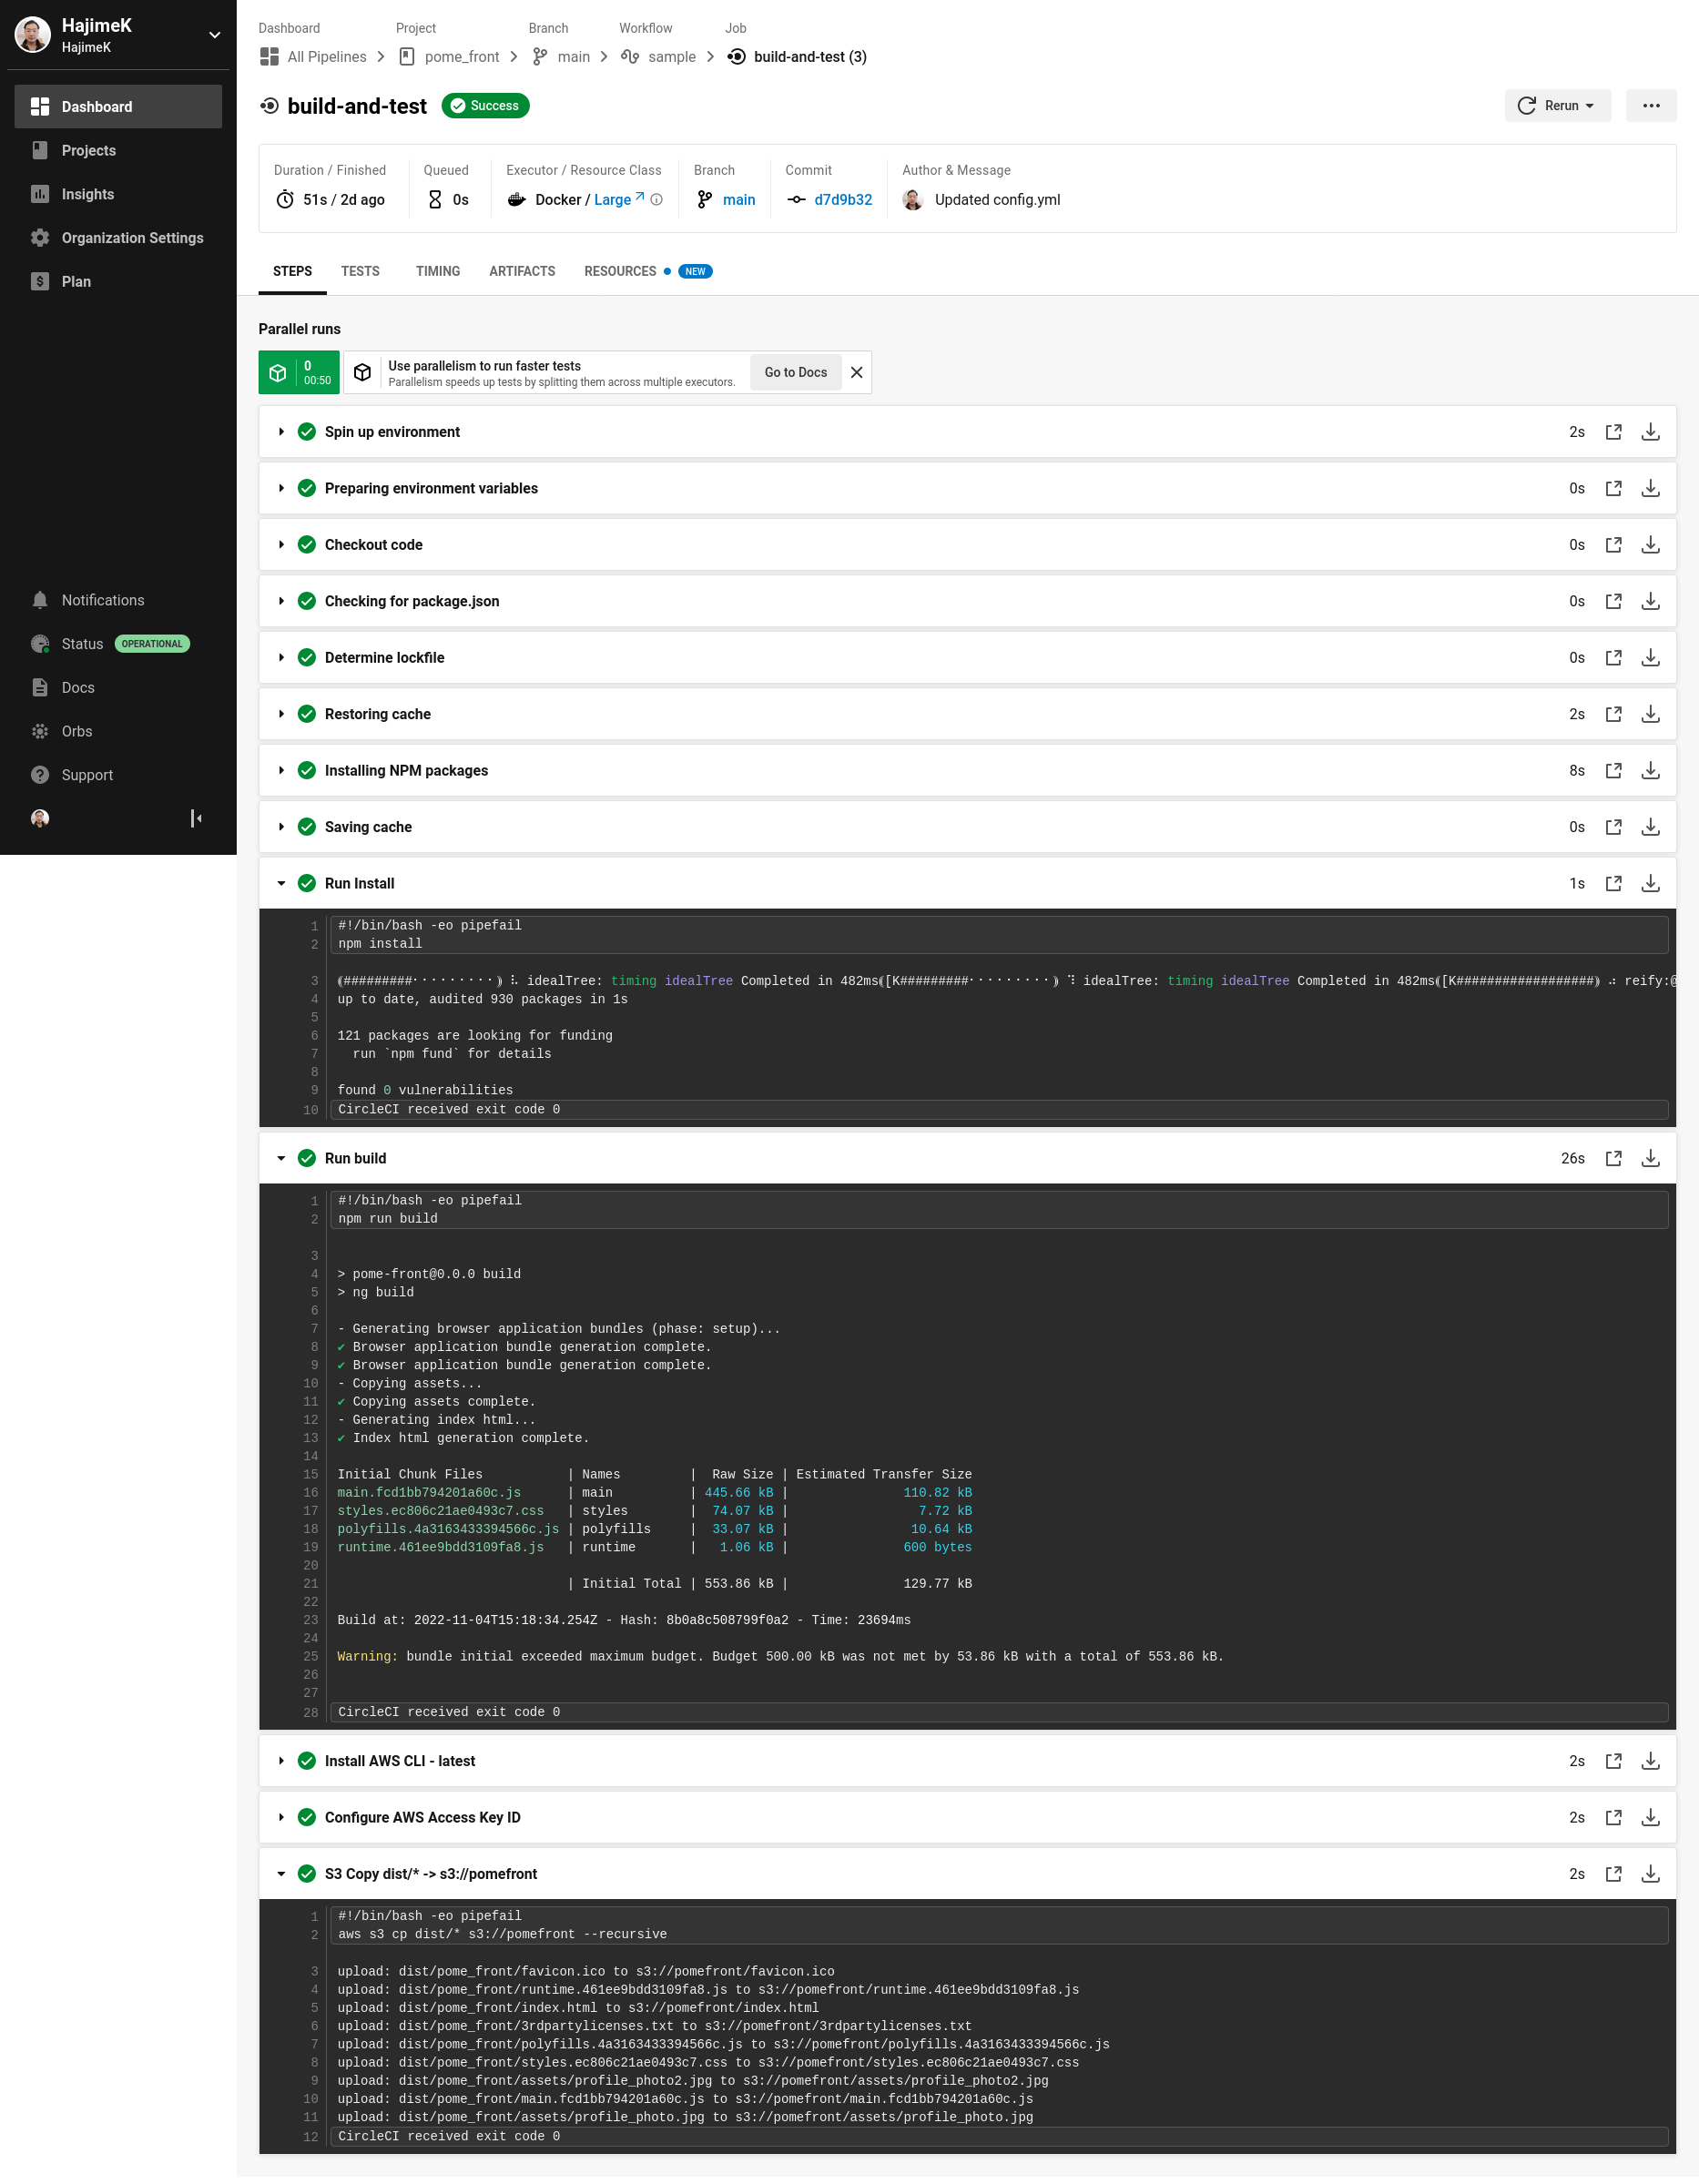 HajimeK
HajimeK
Dashboard
Projects
Insights
Organization Settings
Plan
Notifications
Status OPERATIONAL
Docs
Orbs
Support
Dashboard Project Branch Workflow Job
All Pipelines pome_front main sample build-and-test (3)
build-and-test Success Rerun
Duration / Finished Queued Executor / Resource Class Branch Commit Author & Message
51s / 2d ago 0s Docker / Large main d7d9b32 Updated config.yml
STEPS TESTS TIMING ARTIFACTS RESOURCES NEW
Parallel runs
0
00:50
Use parallelism to run faster tests
Parallelism speeds up tests by splitting them across multiple executors.
Go to Docs
Spin up environment 2s
Preparing environment variables 0s
Checkout code 0s
Checking for package.json 0s
Determine lockfile 0s
Restoring cache 2s
Installing NPM packages 8s
Saving cache 0s
Run Install 1s
1 #!/bin/bash -eo pipefail
2 npm install
3 ⸨#########⠂⠂⠂⠂⠂⠂⠂⠂⠂⸩ ⠧ idealTree: timing idealTree Completed in 482ms⸨[K#########⠂⠂⠂⠂⠂⠂⠂⠂⠂⸩ ⠹ idealTree: timing idealTree Completed in 482ms⸨[K##################⸩ ⠴ reify:@
4 up to date, audited 930 packages in 1s
5
6 121 packages are looking for funding
7 run `npm fund` for details
8
9 found 0 vulnerabilities
10 CircleCI received exit code 0
Run build 26s
1 #!/bin/bash -eo pipefail
2 npm run build
3
4 > pome-front@0.0.0 build
5 > ng build
6
7 - Generating browser application bundles (phase: setup)...
8 ✔ Browser application bundle generation complete.
9 ✔ Browser application bundle generation complete.
10 - Copying assets...
11 ✔ Copying assets complete.
12 - Generating index html...
13 ✔ Index html generation complete.
14
15 Initial Chunk Files | Names | Raw Size | Estimated Transfer Size
16 main.fcd1bb794201a60c.js | main | 445.66 kB | 110.82 kB
17 styles.ec806c21ae0493c7.css | styles | 74.07 kB | 7.72 kB
18 polyfills.4a3163433394566c.js | polyfills | 33.07 kB | 10.64 kB
19 runtime.461ee9bdd3109fa8.js | runtime | 1.06 kB | 600 bytes
20
21 | Initial Total | 553.86 kB | 129.77 kB
22
23 Build at: 2022-11-04T15:18:34.254Z - Hash: 8b0a8c508799f0a2 - Time: 23694ms
24
25 Warning: bundle initial exceeded maximum budget. Budget 500.00 kB was not met by 53.86 kB with a total of 553.86 kB.
26
27
28 CircleCI received exit code 0
Install AWS CLI - latest 2s
Configure AWS Access Key ID 2s
S3 Copy dist/* -> s3://pomefront 2s
1 #!/bin/bash -eo pipefail
2 aws s3 cp dist/* s3://pomefront --recursive
3 upload: dist/pome_front/favicon.ico to s3://pomefront/favicon.ico
4 upload: dist/pome_front/runtime.461ee9bdd3109fa8.js to s3://pomefront/runtime.461ee9bdd3109fa8.js
5 upload: dist/pome_front/index.html to s3://pomefront/index.html
6 upload: dist/pome_front/3rdpartylicenses.txt to s3://pomefront/3rdpartylicenses.txt
7 upload: dist/pome_front/polyfills.4a3163433394566c.js to s3://pomefront/polyfills.4a3163433394566c.js
8 upload: dist/pome_front/styles.ec806c21ae0493c7.css to s3://pomefront/styles.ec806c21ae0493c7.css
9 upload: dist/pome_front/assets/profile_photo2.jpg to s3://pomefront/assets/profile_photo2.jpg
10 upload: dist/pome_front/main.fcd1bb794201a60c.js to s3://pomefront/main.fcd1bb794201a60c.js
11 upload: dist/pome_front/assets/profile_photo.jpg to s3://pomefront/assets/profile_photo.jpg
12 CircleCI received exit code 0